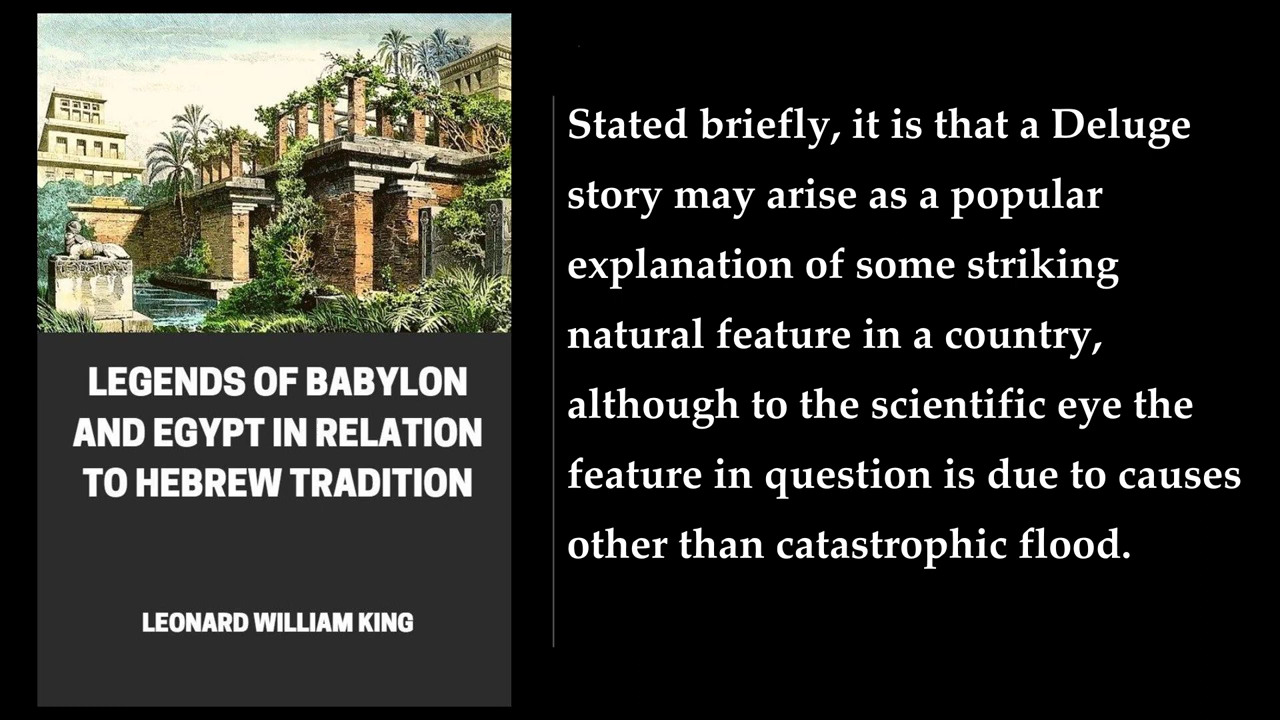 LEGENDS OF BABYLON
AND EGYPT IN RELATION
TO HEBREW TRADITION
LEONARD WILLIAM KING
Stated briefly, it is that a Deluge
story may arise as a popular
explanation of some striking
natural feature in a country,
although to the scientific eye the
feature in question is due to causes
other than catastrophic flood.